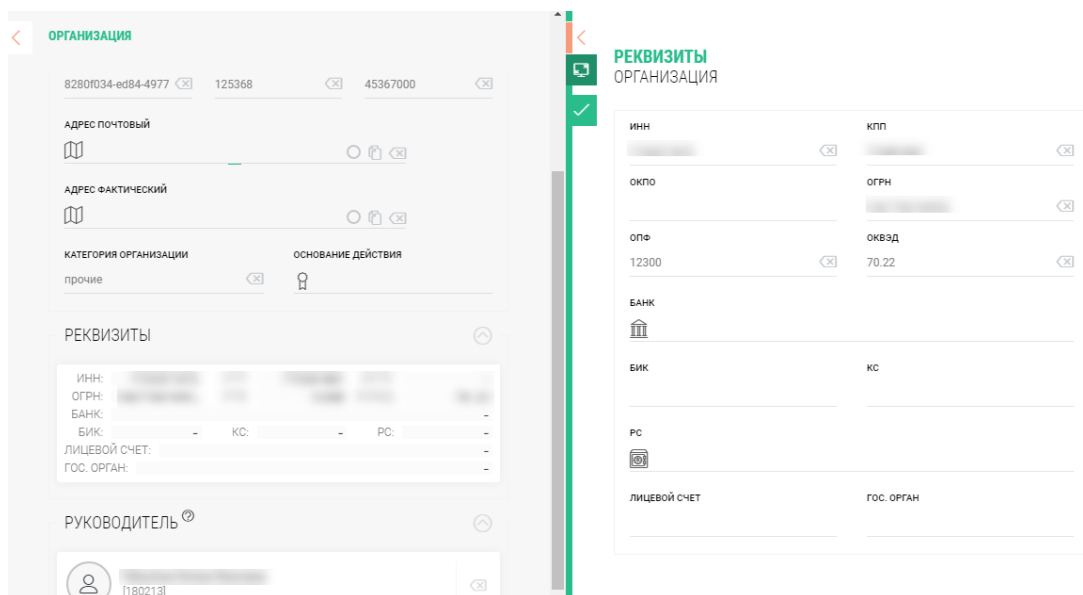 ОРГАНИЗАЦИЯ
8280f034-ed84-4977 125368 45367000
АДРЕС ПОЧТОВЫЙ
АДРЕС ФАКТИЧЕСКИЙ
КАТЕГОРИЯ ОРГАНИЗАЦИИ ОСНОВАНИЕ ДЕЙСТВИЯ
прочие
РЕКВИЗИТЫ
ИНН:
ОГРН:
БАНК: -
БИК: - КС: - РС: -
ЛИЦЕВОЙ СЧЕТ: -
ГОС. ОРГАН: -
РУКОВОДИТЕЛЬ
[180213]
РЕКВИЗИТЫ
ОРГАНИЗАЦИЯ
ИНН КПП
ОКПО ОГРН
ОПФ ОКВЭД
12300 70.22
БАНК
БИК КС
РС
ЛИЦЕВОЙ СЧЕТ ГОС. ОРГАН